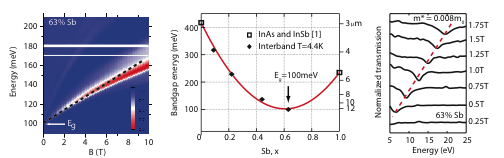 63% Sb
200
180
160
140
120
100
Energy (meV)
Eg
0
2
4
6
8
10
B (T)
Bandgap eneryg (meV)
400
300
200
100
InAs and InSb [1]
Interband T=4.4K
Eg=100meV
3 μm
4
6
8
10
12
0
0.2
0.4
0.6
0.8
1.0
Sb, x
Normalized transmission
m* = 0.008m
1.75T
1.5T
1.25T
1.0T
0.75T
0.5T
0.25T
63% Sb
5
10
15
20
25
Energy (eV)